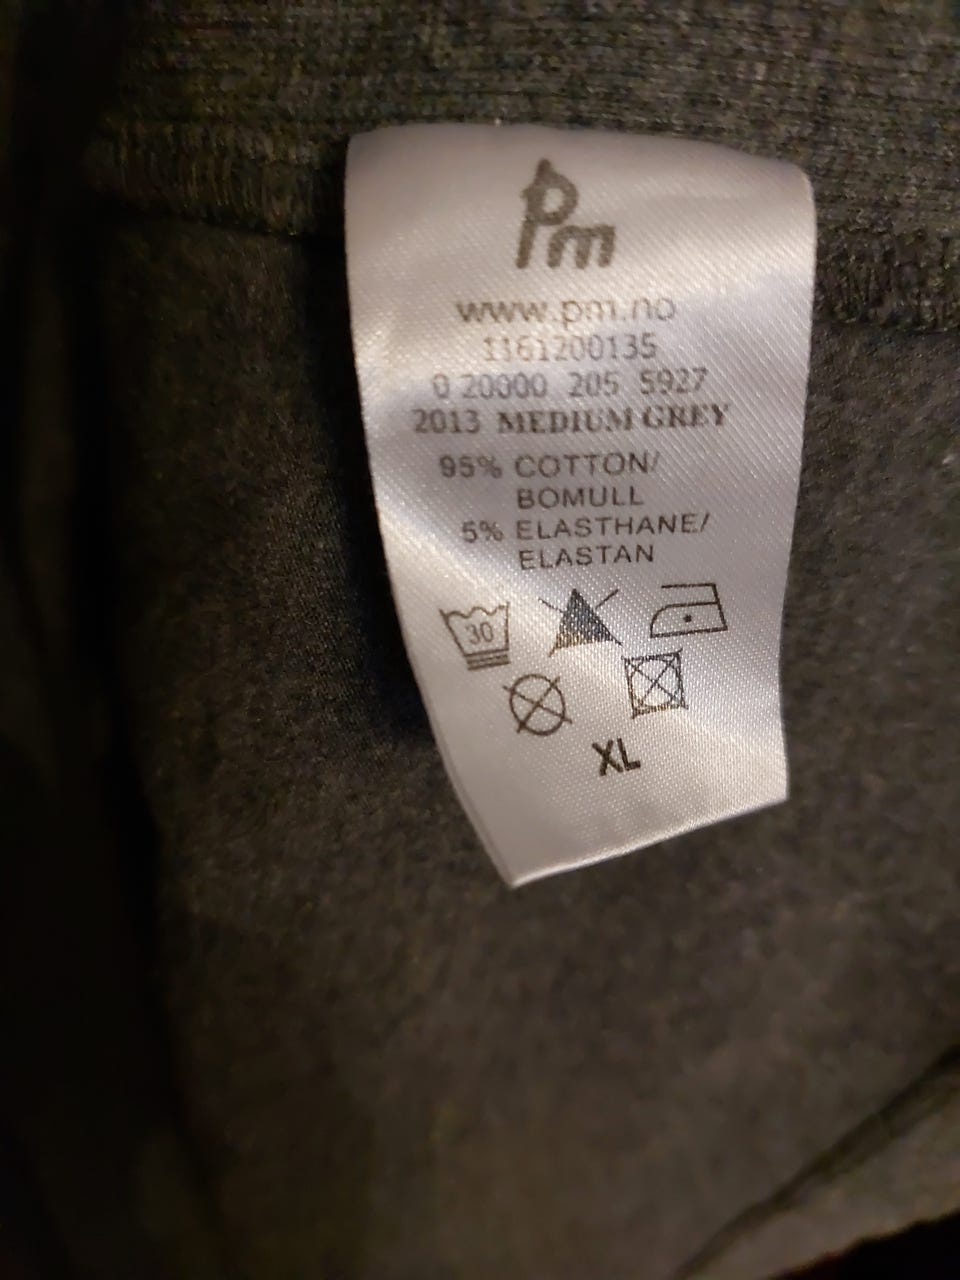 Pm
www.pm.no
1161200135
0 20000 205 5927
2013 MEDIUM GREY
95% COTTON/
BOMULL
5% ELASTHANE/
ELASTAN
30
XL